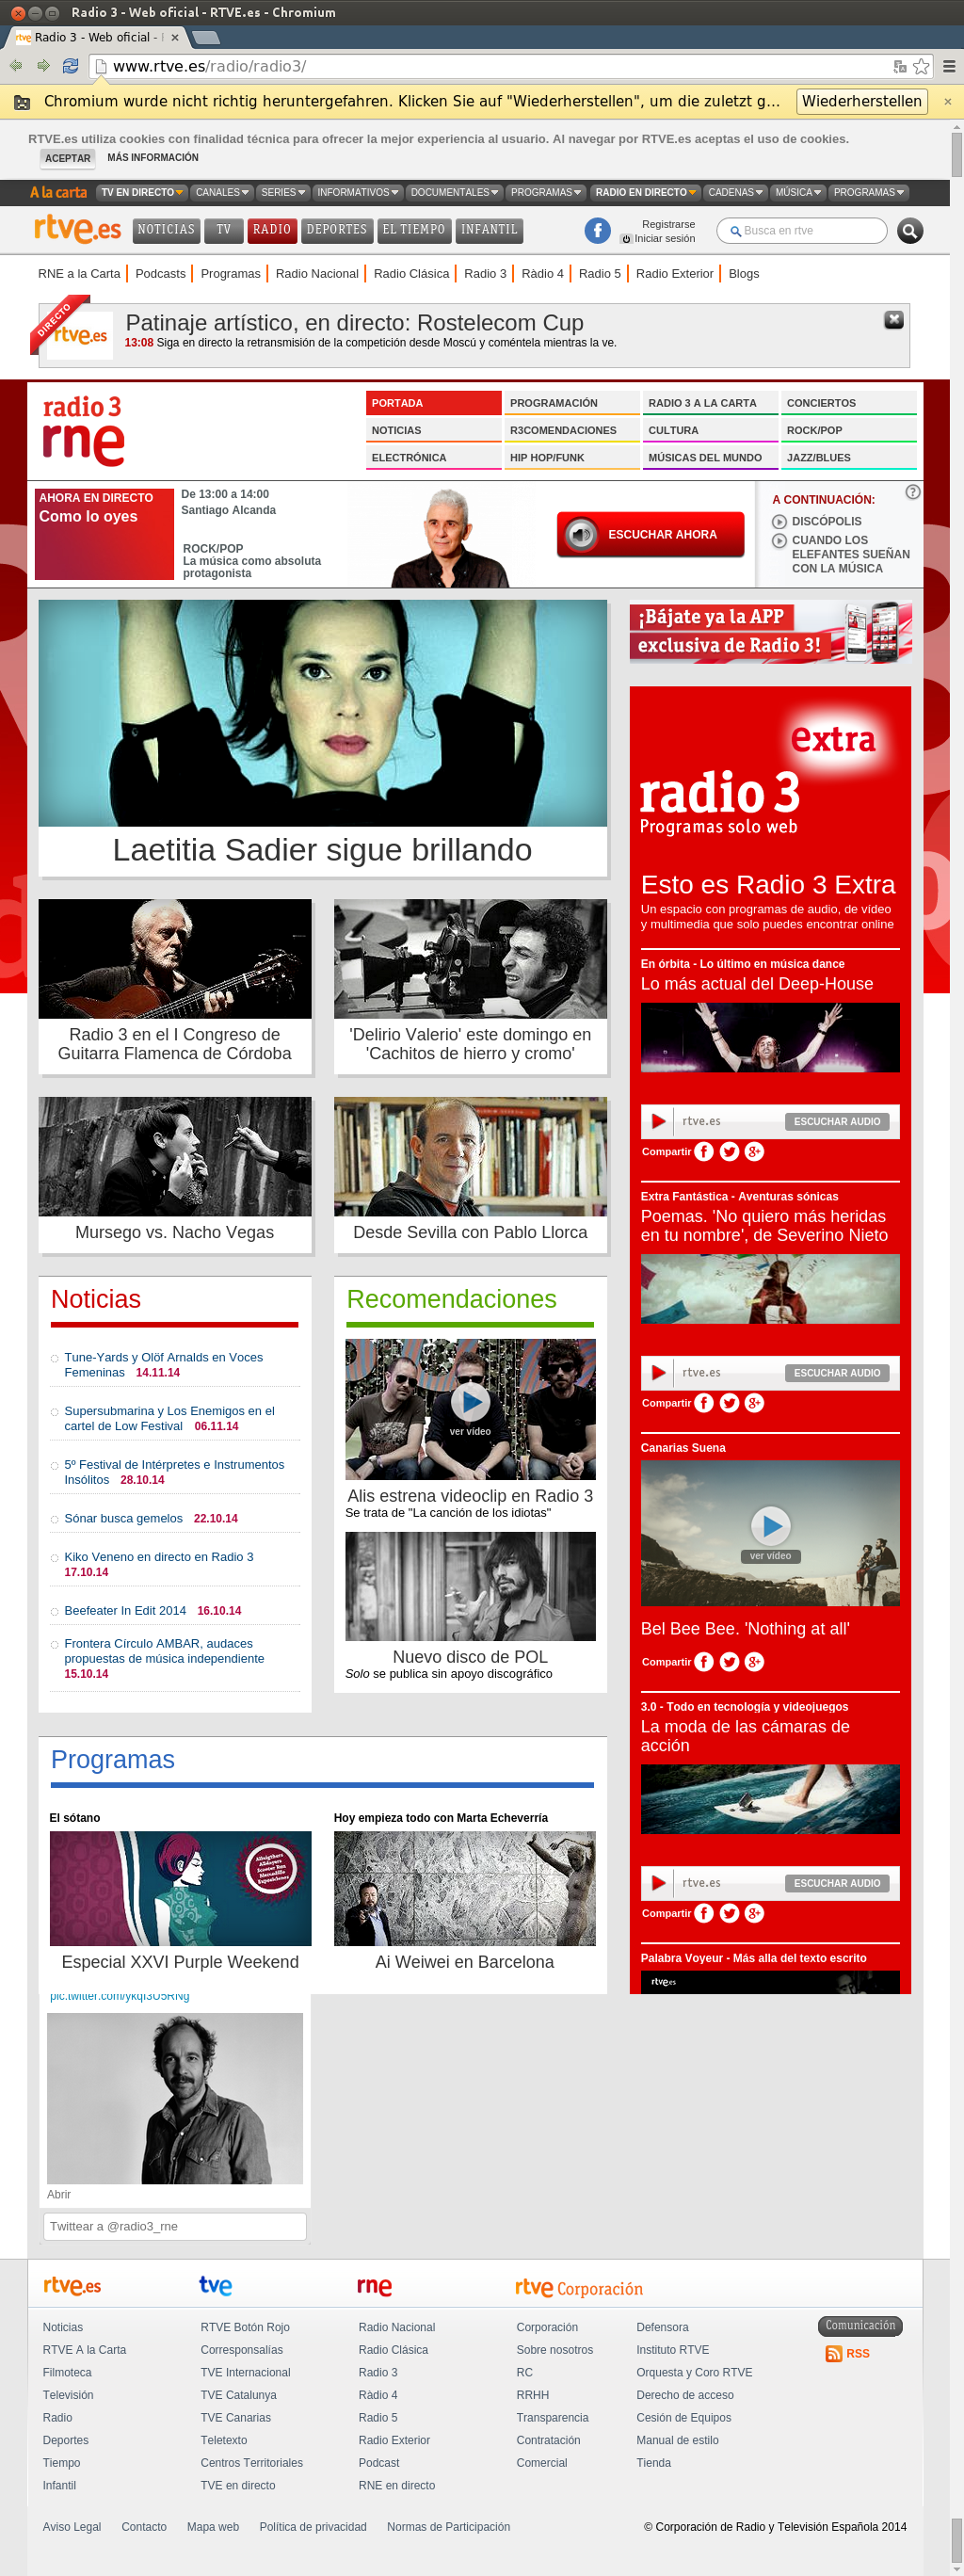 Radio 3 - Web oficial - RTVE.es - Chromium
Radio 3 - Web oficial -
www.rtve.es/radio/radio3/
Chromium wurde nicht richtig heruntergefahren. Klicken Sie auf "Wiederherstellen", um die zuletzt g... Wiederherstellen
RTVE.es utiliza cookies con finalidad técnica para ofrecer la mejor experiencia al usuario. Al navegar por RTVE.es aceptas el uso de cookies.
ACEPTAR MÁS INFORMACIÓN
A la carta TV EN DIRECTO CANALES SERIES INFORMATIVOS DOCUMENTALES PROGRAMAS RADIO EN DIRECTO CADENAS MÚSICA PROGRAMAS
rtve.es NOTICIAS TV RADIO DEPORTES EL TIEMPO INFANTIL
Registrarse
Iniciar sesión
Busca en rtve
RNE a la Carta Podcasts Programas Radio Nacional Radio Clásica Radio 3 Ràdio 4 Radio 5 Radio Exterior Blogs
DIRECTO
rtve.es
Patinaje artístico, en directo: Rostelecom Cup
13:08 Siga en directo la retransmisión de la competición desde Moscú y coméntela mientras la ve.
radio 3
rne
PORTADA PROGRAMACIÓN RADIO 3 A LA CARTA CONCIERTOS
NOTICIAS R3COMENDACIONES CULTURA ROCK/POP
ELECTRÓNICA HIP HOP/FUNK MÚSICAS DEL MUNDO JAZZ/BLUES
AHORA EN DIRECTO
Como lo oyes
De 13:00 a 14:00
Santiago Alcanda
ROCK/POP
La música como absoluta
protagonista
ESCUCHAR AHORA
A CONTINUACIÓN:
DISCÓPOLIS
CUANDO LOS
ELEFANTES SUEÑAN
CON LA MÚSICA
Laetitia Sadier sigue brillando
Radio 3 en el I Congreso de
Guitarra Flamenca de Córdoba
'Delirio Valerio' este domingo en
'Cachitos de hierro y cromo'
Mursego vs. Nacho Vegas
Desde Sevilla con Pablo Llorca
Noticias
Tune-Yards y Olöf Arnalds en Voces
Femeninas 14.11.14
Supersubmarina y Los Enemigos en el
cartel de Low Festival 06.11.14
5º Festival de Intérpretes e Instrumentos
Insólitos 28.10.14
Sónar busca gemelos 22.10.14
Kiko Veneno en directo en Radio 3
17.10.14
Beefeater In Edit 2014 16.10.14
Frontera Círculo AMBAR, audaces
propuestas de música independiente
15.10.14
Recomendaciones
ver vídeo
Alis estrena videoclip en Radio 3
Se trata de "La canción de los idiotas"
Nuevo disco de POL
Solo se publica sin apoyo discográfico
Programas
El sótano
Especial XXVI Purple Weekend
Hoy empieza todo con Marta Echeverría
Ai Weiwei en Barcelona
pic.twitter.com/ykqI3U5RNg
Abrir
Twittear a @radio3_rne
¡Bájate ya la APP
exclusiva de Radio 3!
extra
radio 3
Programas solo web
Esto es Radio 3 Extra
Un espacio con programas de audio, de vídeo
y multimedia que solo puedes encontrar online
En órbita - Lo último en música dance
Lo más actual del Deep-House
rtve.es ESCUCHAR AUDIO
Compartir
Extra Fantástica - Aventuras sónicas
Poemas. 'No quiero más heridas
en tu nombre', de Severino Nieto
rtve.es ESCUCHAR AUDIO
Compartir
Canarias Suena
ver vídeo
Bel Bee Bee. 'Nothing at all'
Compartir
3.0 - Todo en tecnología y videojuegos
La moda de las cámaras de
acción
rtve.es ESCUCHAR AUDIO
Compartir
Palabra Voyeur - Más alla del texto escrito
rtve.es
rtve.es tve rne rtve Corporación
Noticias RTVE Botón Rojo Radio Nacional Corporación Defensora Comunicación
RTVE A la Carta Corresponsalías Radio Clásica Sobre nosotros Instituto RTVE RSS
Filmoteca TVE Internacional Radio 3 RC Orquesta y Coro RTVE
Televisión TVE Catalunya Ràdio 4 RRHH Derecho de acceso
Radio TVE Canarias Radio 5 Transparencia Cesión de Equipos
Deportes Teletexto Radio Exterior Contratación Manual de estilo
Tiempo Centros Territoriales Podcast Comercial Tienda
Infantil TVE en directo RNE en directo
Aviso Legal Contacto Mapa web Política de privacidad Normas de Participación © Corporación de Radio y Televisión Española 2014